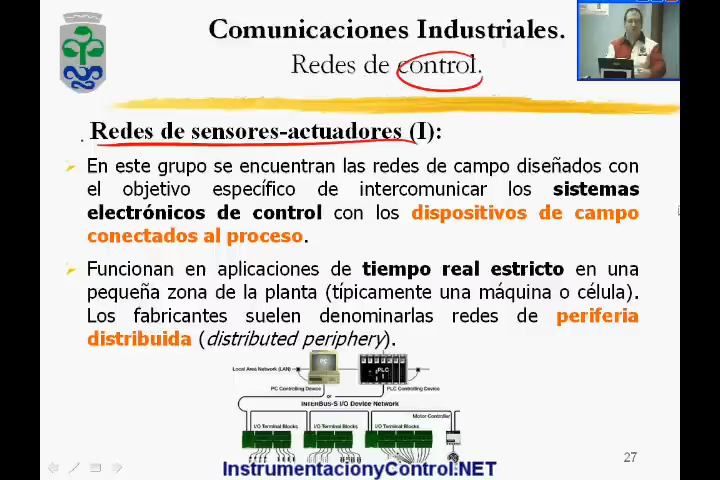 Comunicaciones Industriales.
Redes de control.
Redes de sensores-actuadores (I):
En este grupo se encuentran las redes de campo diseñados con
el objetivo específico de intercomunicar los sistemas
electrónicos de control con los dispositivos de campo
conectados al proceso.
Funcionan en aplicaciones de tiempo real estricto en una
pequeña zona de la planta (típicamente una máquina o célula).
Los fabricantes suelen denominarlas redes de periferia
distribuida (distributed periphery).
Local Area Network (LAN)
PC
PLC
PC Controlling Device
PLC Controlling Device
or
INTERBUS-S I/O Device Network
Motor Controller
I/O Terminal Blocks
I/O Terminal Blocks
I/O Terminal Blocks
27
InstrumentacionyControl.NET